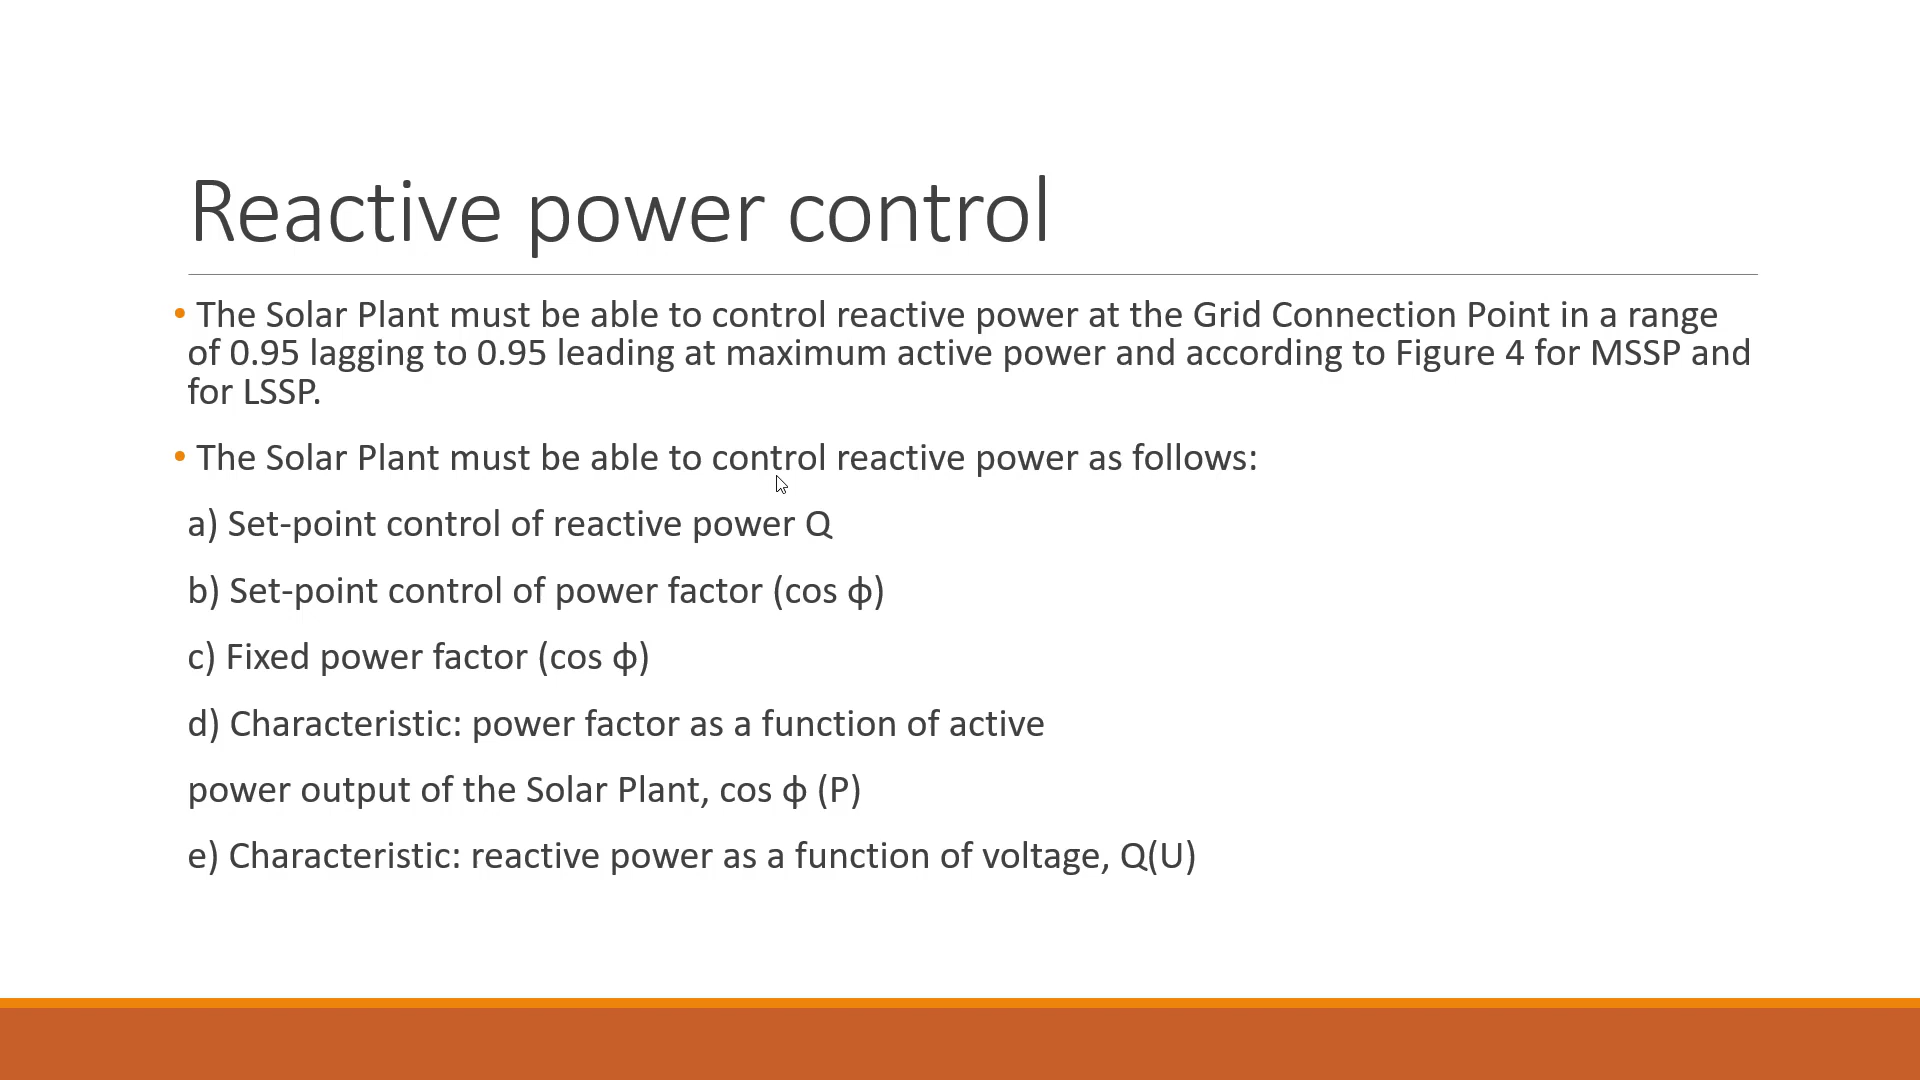 Reactive power control
• The Solar Plant must be able to control reactive power at the Grid Connection Point in a range
of 0.95 lagging to 0.95 leading at maximum active power and according to Figure 4 for MSSP and
for LSSP.
• The Solar Plant must be able to control reactive power as follows:
a) Set-point control of reactive power Q
b) Set-point control of power factor (cos φ)
c) Fixed power factor (cos φ)
d) Characteristic: power factor as a function of active
power output of the Solar Plant, cos φ (P)
e) Characteristic: reactive power as a function of voltage, Q(U)